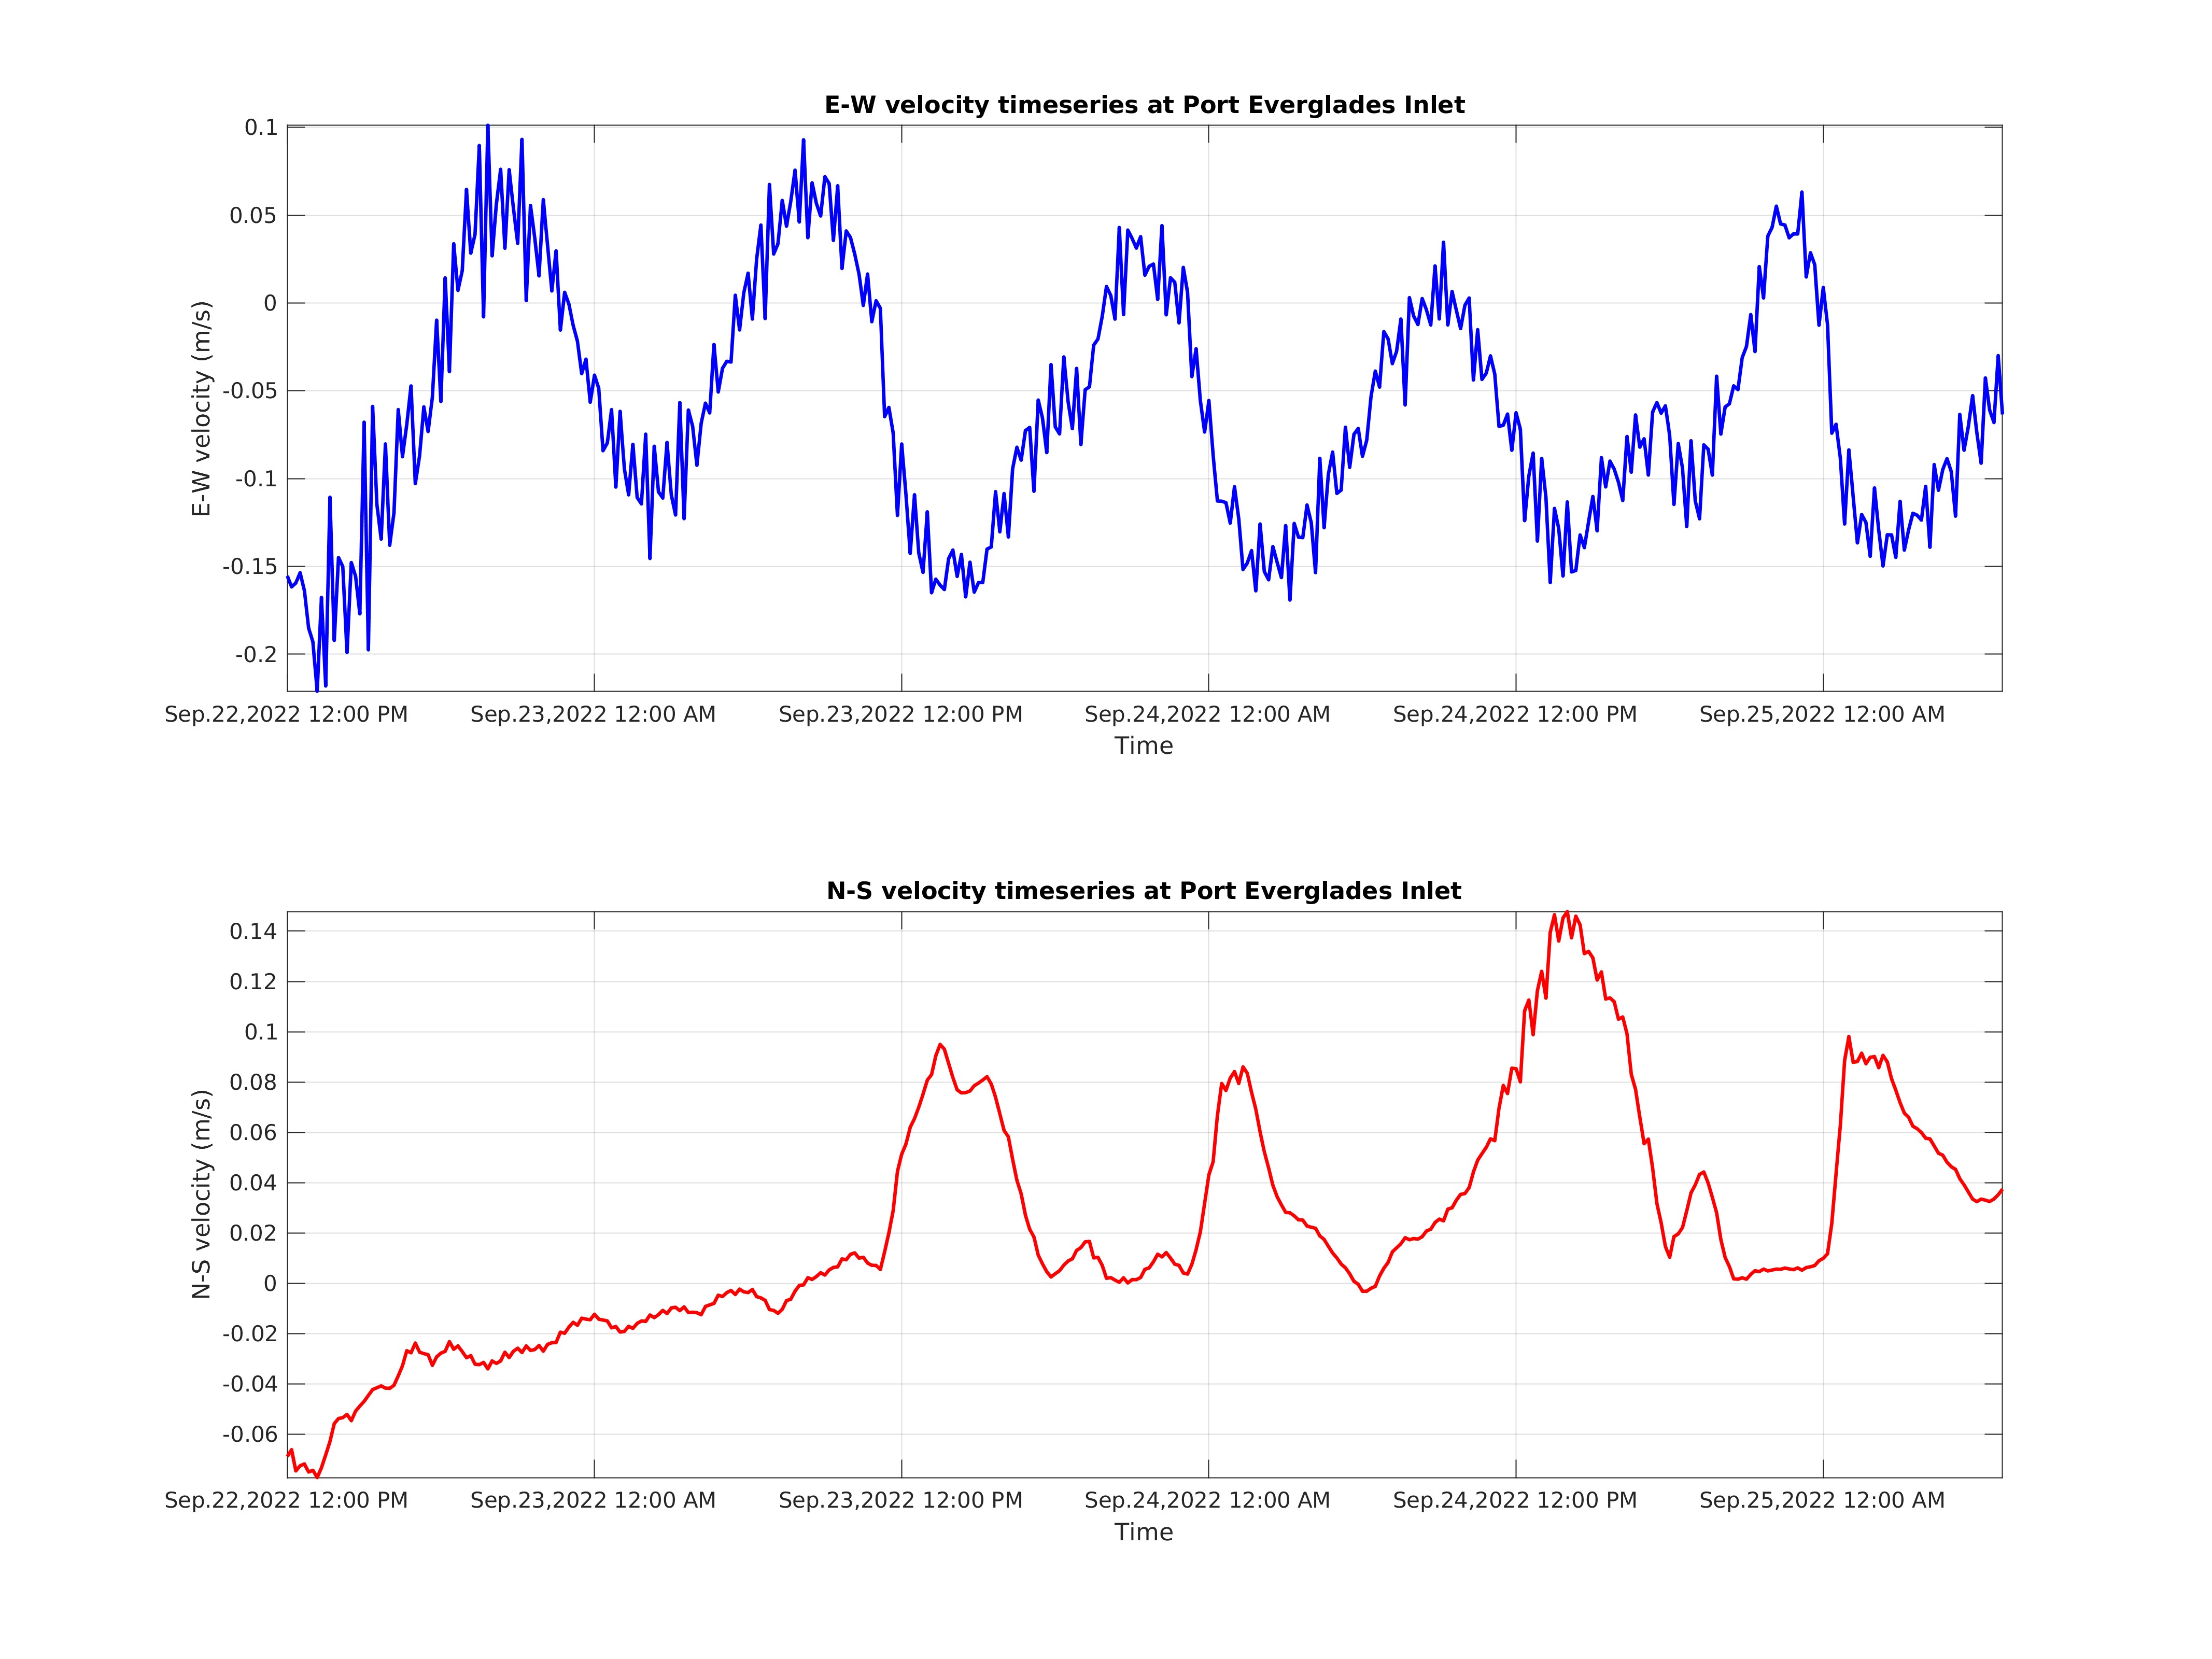 E-W velocity timeseries at Port Everglades Inlet
E-W velocity (m/s)
0.1
0.05
0
-0.05
-0.1
-0.15
-0.2
Sep.22,2022 12:00 PM
Sep.23,2022 12:00 AM
Sep.23,2022 12:00 PM
Sep.24,2022 12:00 AM
Sep.24,2022 12:00 PM
Sep.25,2022 12:00 AM
Time
N-S velocity timeseries at Port Everglades Inlet
N-S velocity (m/s)
0.14
0.12
0.1
0.08
0.06
0.04
0.02
0
-0.02
-0.04
-0.06
Sep.22,2022 12:00 PM
Sep.23,2022 12:00 AM
Sep.23,2022 12:00 PM
Sep.24,2022 12:00 AM
Sep.24,2022 12:00 PM
Sep.25,2022 12:00 AM
Time